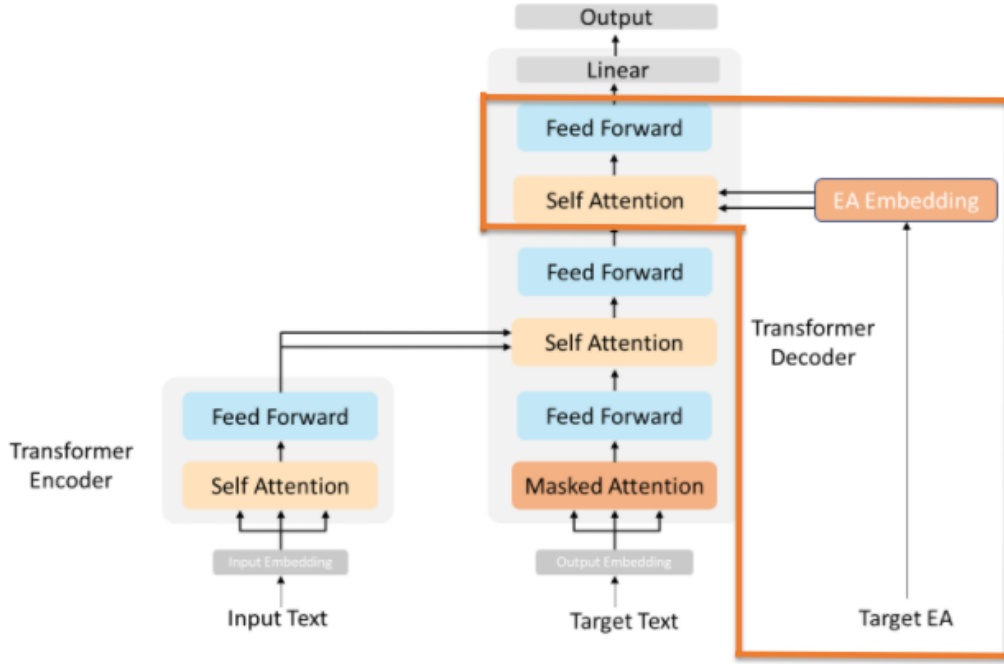 Output
Linear
Feed Forward
Self Attention
EA Embedding
Feed Forward
Self Attention
Transformer
Decoder
Feed Forward
Masked Attention
Output Embedding
Target Text
Target EA
Transformer
Encoder
Feed Forward
Self Attention
Input Embedding
Input Text